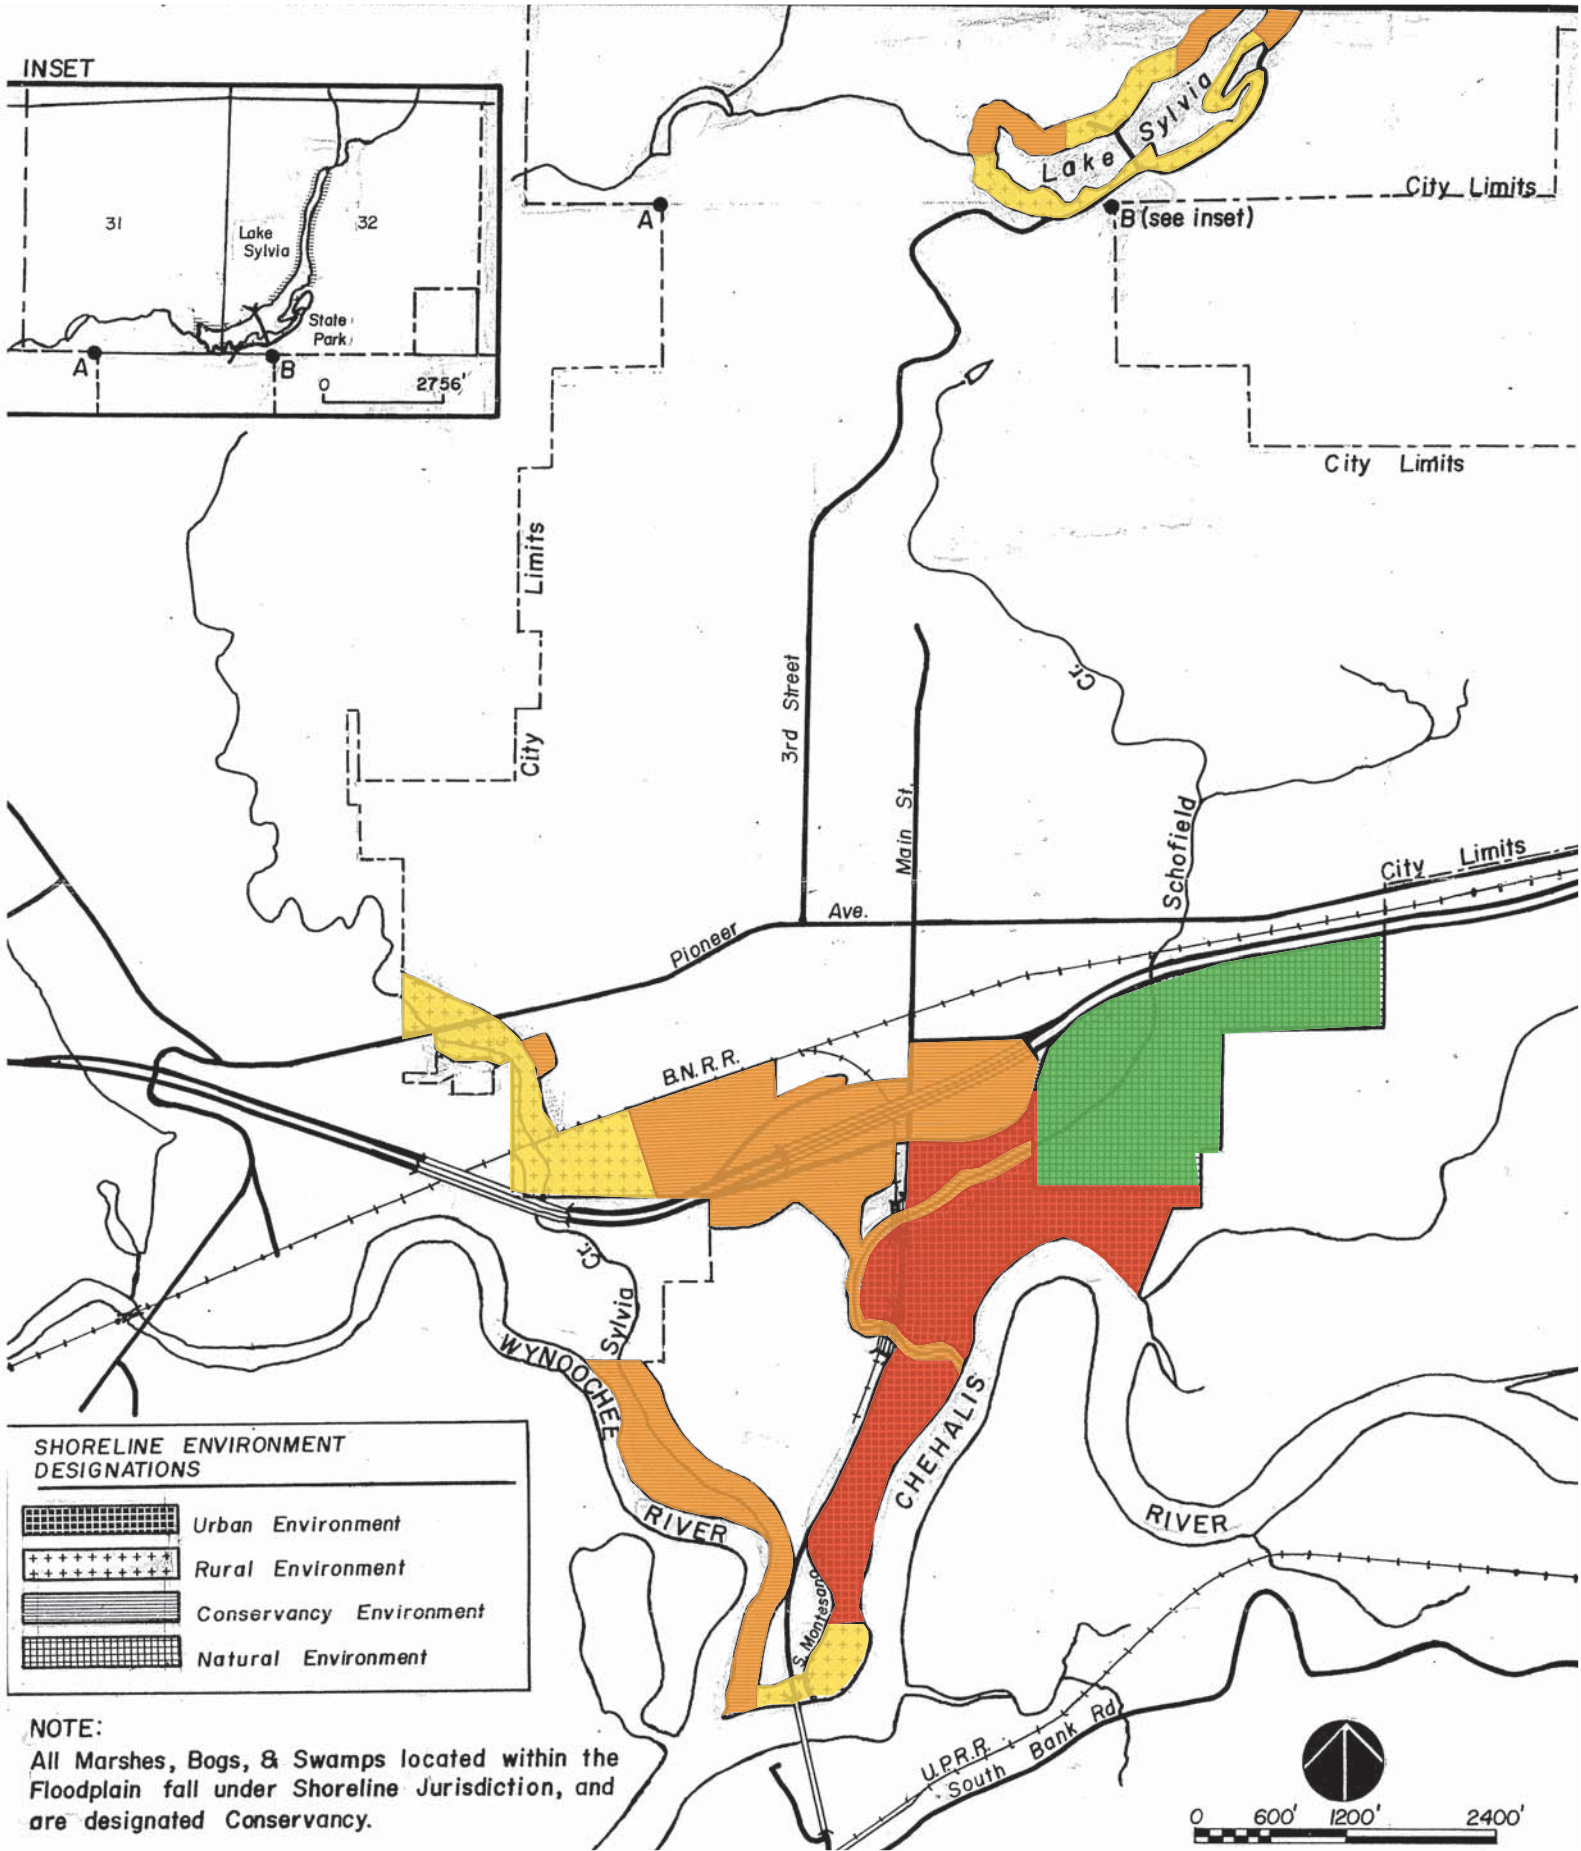 INSET
31
32
Lake
Sylvia
State
Park
A
B
0 2756'
Lake Sylvia
City Limits
A
B (see inset)
City Limits
City Limits
3rd Street
Main St.
Cr.
Schofield
City Limits
Pioneer Ave.
B.N.R.R.
Sylvia Cr.
WYNOOCHEE RIVER
CHEHALIS RIVER
S. Montesano
U.P.R.R.
South Bank Rd.
SHORELINE ENVIRONMENT
DESIGNATIONS
Urban Environment
Rural Environment
Conservancy Environment
Natural Environment
NOTE:
All Marshes, Bogs, & Swamps located within the
Floodplain fall under Shoreline Jurisdiction, and
are designated Conservancy.
0 600' 1200' 2400'